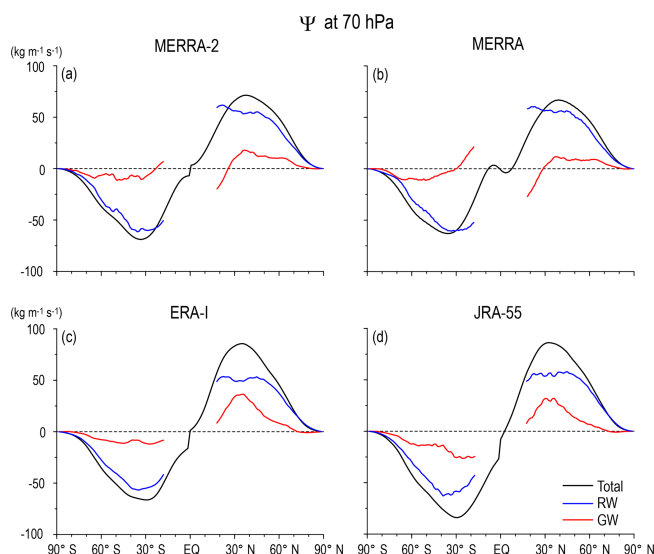 Ψ at 70 hPa
MERRA-2
MERRA
(kg m⁻¹ s⁻¹)
(a)
(b)
100
50
0
-50
-100
ERA-I
JRA-55
(kg m⁻¹ s⁻¹)
(c)
(d)
100
50
0
-50
-100
Total
RW
GW
90° S 60° S 30° S EQ 30° N 60° N 90° N
90° S 60° S 30° S EQ 30° N 60° N 90° N